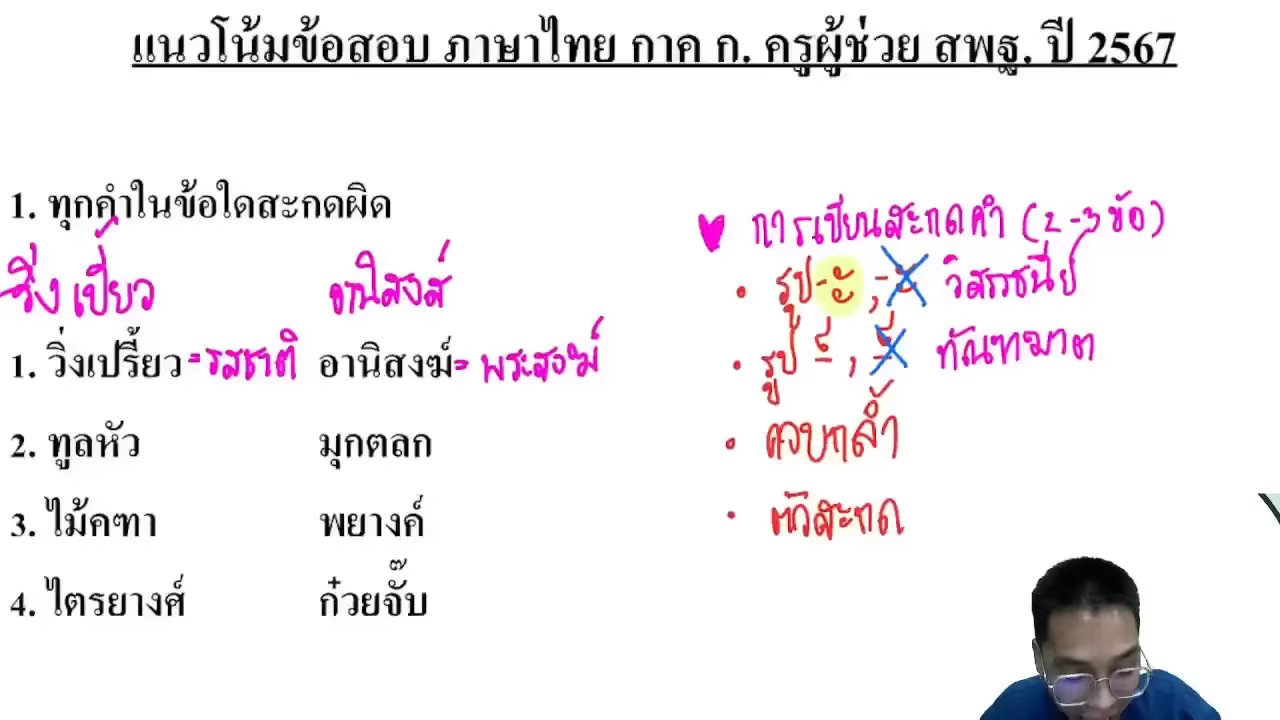 แนวโน้มข้อสอบ ภาษาไทย ภาค ก. ครูผู้ช่วย สพฐ. ปี 2567
1. ทุกคำในข้อใดสะกดผิด
วิ่งเปี้ยว อานิสงส์
1. วิ่งเปรี้ยว = รสชาติ อานิสงฆ์ = พระสงฆ์
2. ทูลหัว มุกตลก
3. ไม้คฑา พยางค์
4. ไตรยางศ์ ก๋วยจั๊บ
♥ การเขียนสะกดคำ (2-3 ข้อ)
• รูป -ะ , -ะ วิสรรชนีย์
• รูป -์ , -์ ทัณฑฆาต
• ควบกล้ำ
• ตัวสะกด